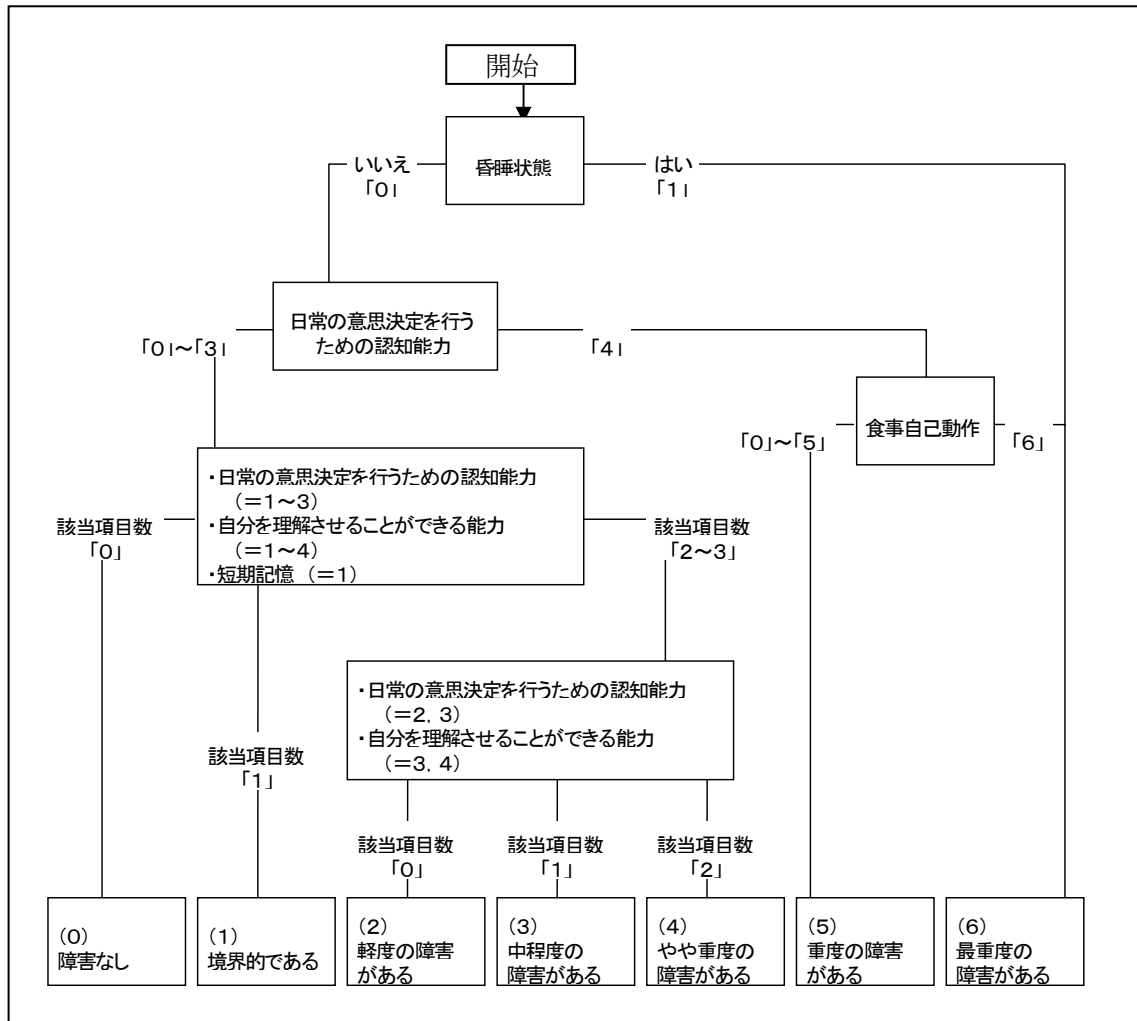 開始
昏睡状態
いいえ
「0」
はい
「1」
日常の意思決定を行う
ための認知能力
「0」～「3」
「4」
食事自己動作
「0」～「5」
「6」
・日常の意思決定を行うための認知能力
（＝1～3）
・自分を理解させることができる能力
（＝1～4）
・短期記憶 （＝1）
該当項目数
「0」
該当項目数
「2～3」
・日常の意思決定を行うための認知能力
（＝2, 3）
・自分を理解させることができる能力
（＝3, 4）
該当項目数
「1」
該当項目数
「0」
該当項目数
「1」
該当項目数
「2」
(0)
障害なし
(1)
境界的である
(2)
軽度の障害
がある
(3)
中程度の
障害がある
(4)
やや重度の
障害がある
(5)
重度の障害
がある
(6)
最重度の
障害がある